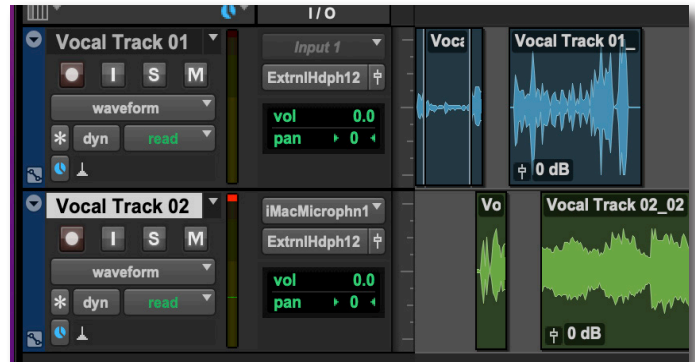 I / O
Vocal Track 01
Input 1
Voca
Vocal Track 01_
I S M
ExtrnlHdph12
waveform
vol 0.0
* dyn read
pan 0
0 dB
Vocal Track 02
iMacMicrophn1
Vo
Vocal Track 02_02
I S M
ExtrnlHdph12
waveform
vol 0.0
* dyn read
pan 0
0 dB